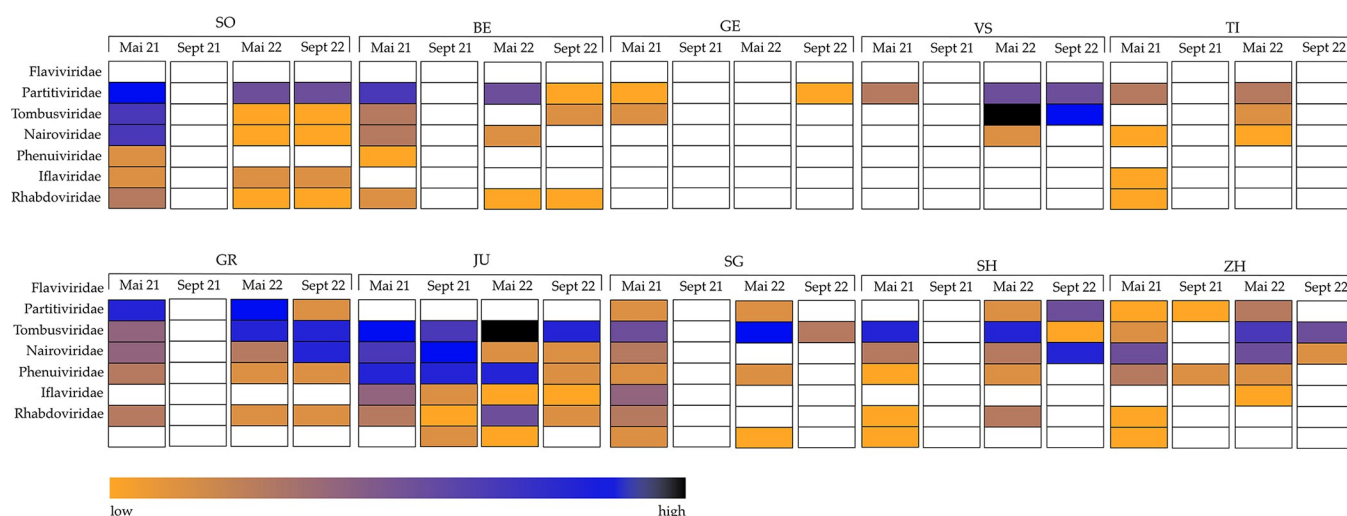 SO BE GE VS TI
Mai 21 Sept 21 Mai 22 Sept 22 Mai 21 Sept 21 Mai 22 Sept 22 Mai 21 Sept 21 Mai 22 Sept 22 Mai 21 Sept 21 Mai 22 Sept 22 Mai 21 Sept 21 Mai 22 Sept 22
Flaviviridae
Partitiviridae
Tombusviridae
Nairoviridae
Phenuiviridae
Iflaviridae
Rhabdoviridae
GR JU SG SH ZH
Flaviviridae Mai 21 Sept 21 Mai 22 Sept 22 Mai 21 Sept 21 Mai 22 Sept 22 Mai 21 Sept 21 Mai 22 Sept 22 Mai 21 Sept 21 Mai 22 Sept 22 Mai 21 Sept 21 Mai 22 Sept 22
Partitiviridae
Tombusviridae
Nairoviridae
Phenuiviridae
Iflaviridae
Rhabdoviridae
low high